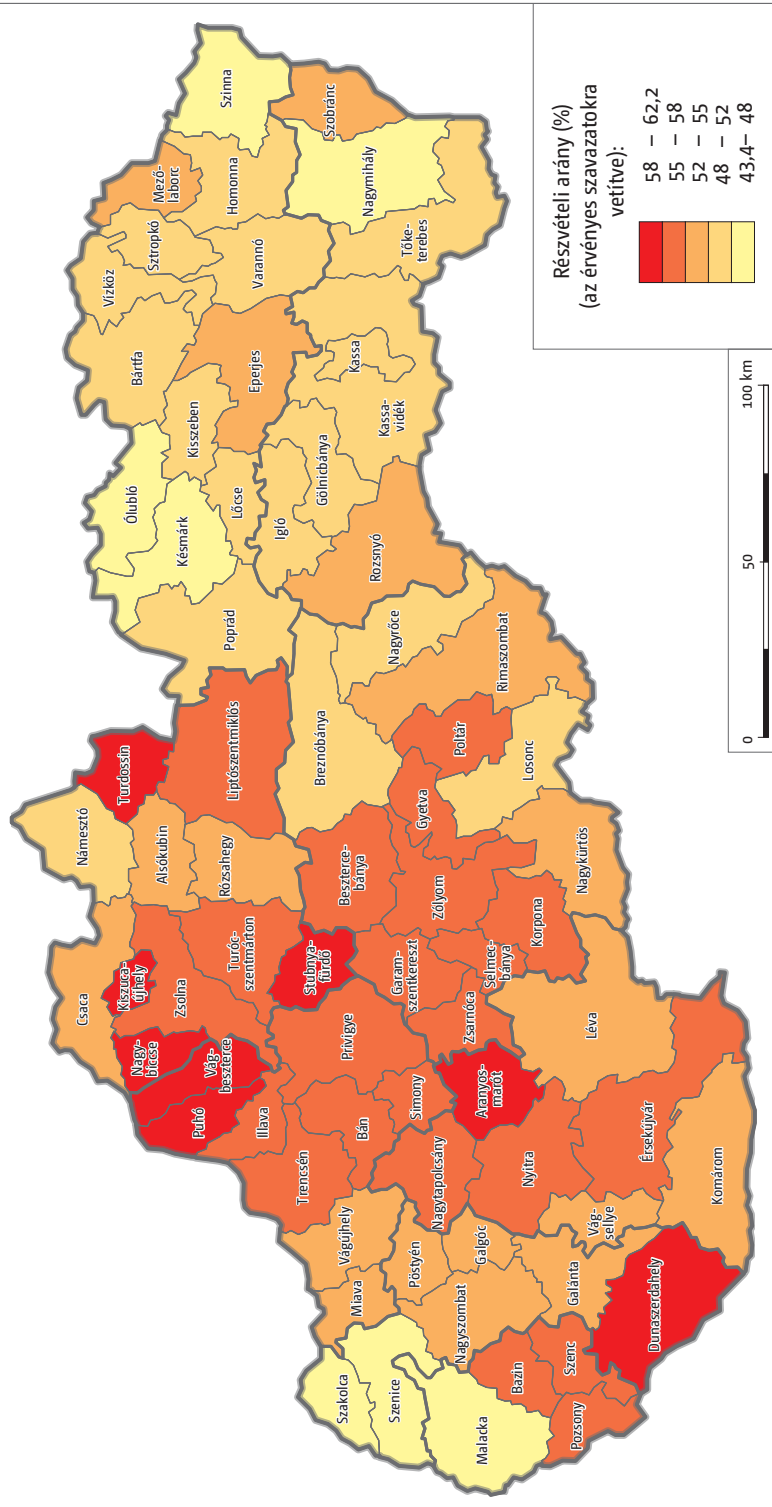 Részvételi arány (%)
(az érvényes szavazatokra
vetítve):
58 – 62,2
55 – 58
52 – 55
48 – 52
43,4– 48
0
50
100 km
Szakolca
Szenice
Malacka
Pozsony
Bazin
Szenc
Dunaszerdahely
Galánta
Nagyszombat
Miava
Pöstyén
Galgóc
Vágújhely
Vág-
sellye
Komárom
Érsekújvár
Nyitra
Nagytapolcsány
Trencsén
Bán
Simony
Illava
Puhó
Vág-
beszterce
Nagy-
biccse
Privigye
Aranyos-
marót
Léva
Zsarnóca
Garam-
szentkereszt
Selmec-
bánya
Korpona
Zólyom
Stubnya-
fürdő
Turóc-
szentmárton
Zsolna
Kiszuca-
újhely
Csaca
Námesztó
Alsókubin
Rózsahegy
Beszterce-
bánya
Turdossin
Liptószentmiklós
Breznóbánya
Gyetva
Poltár
Losonc
Nagykürtös
Rimaszombat
Nagyrőce
Poprád
Késmárk
Ólubló
Lőcse
Igló
Gölnicbánya
Rozsnyó
Kisszeben
Bártfa
Eperjes
Kassa-
vidék
Kassa
Vízköz
Sztropkó
Varannó
Tőke-
terebes
Mező-
laborc
Homonna
Nagymihály
Szinna
Szobránc